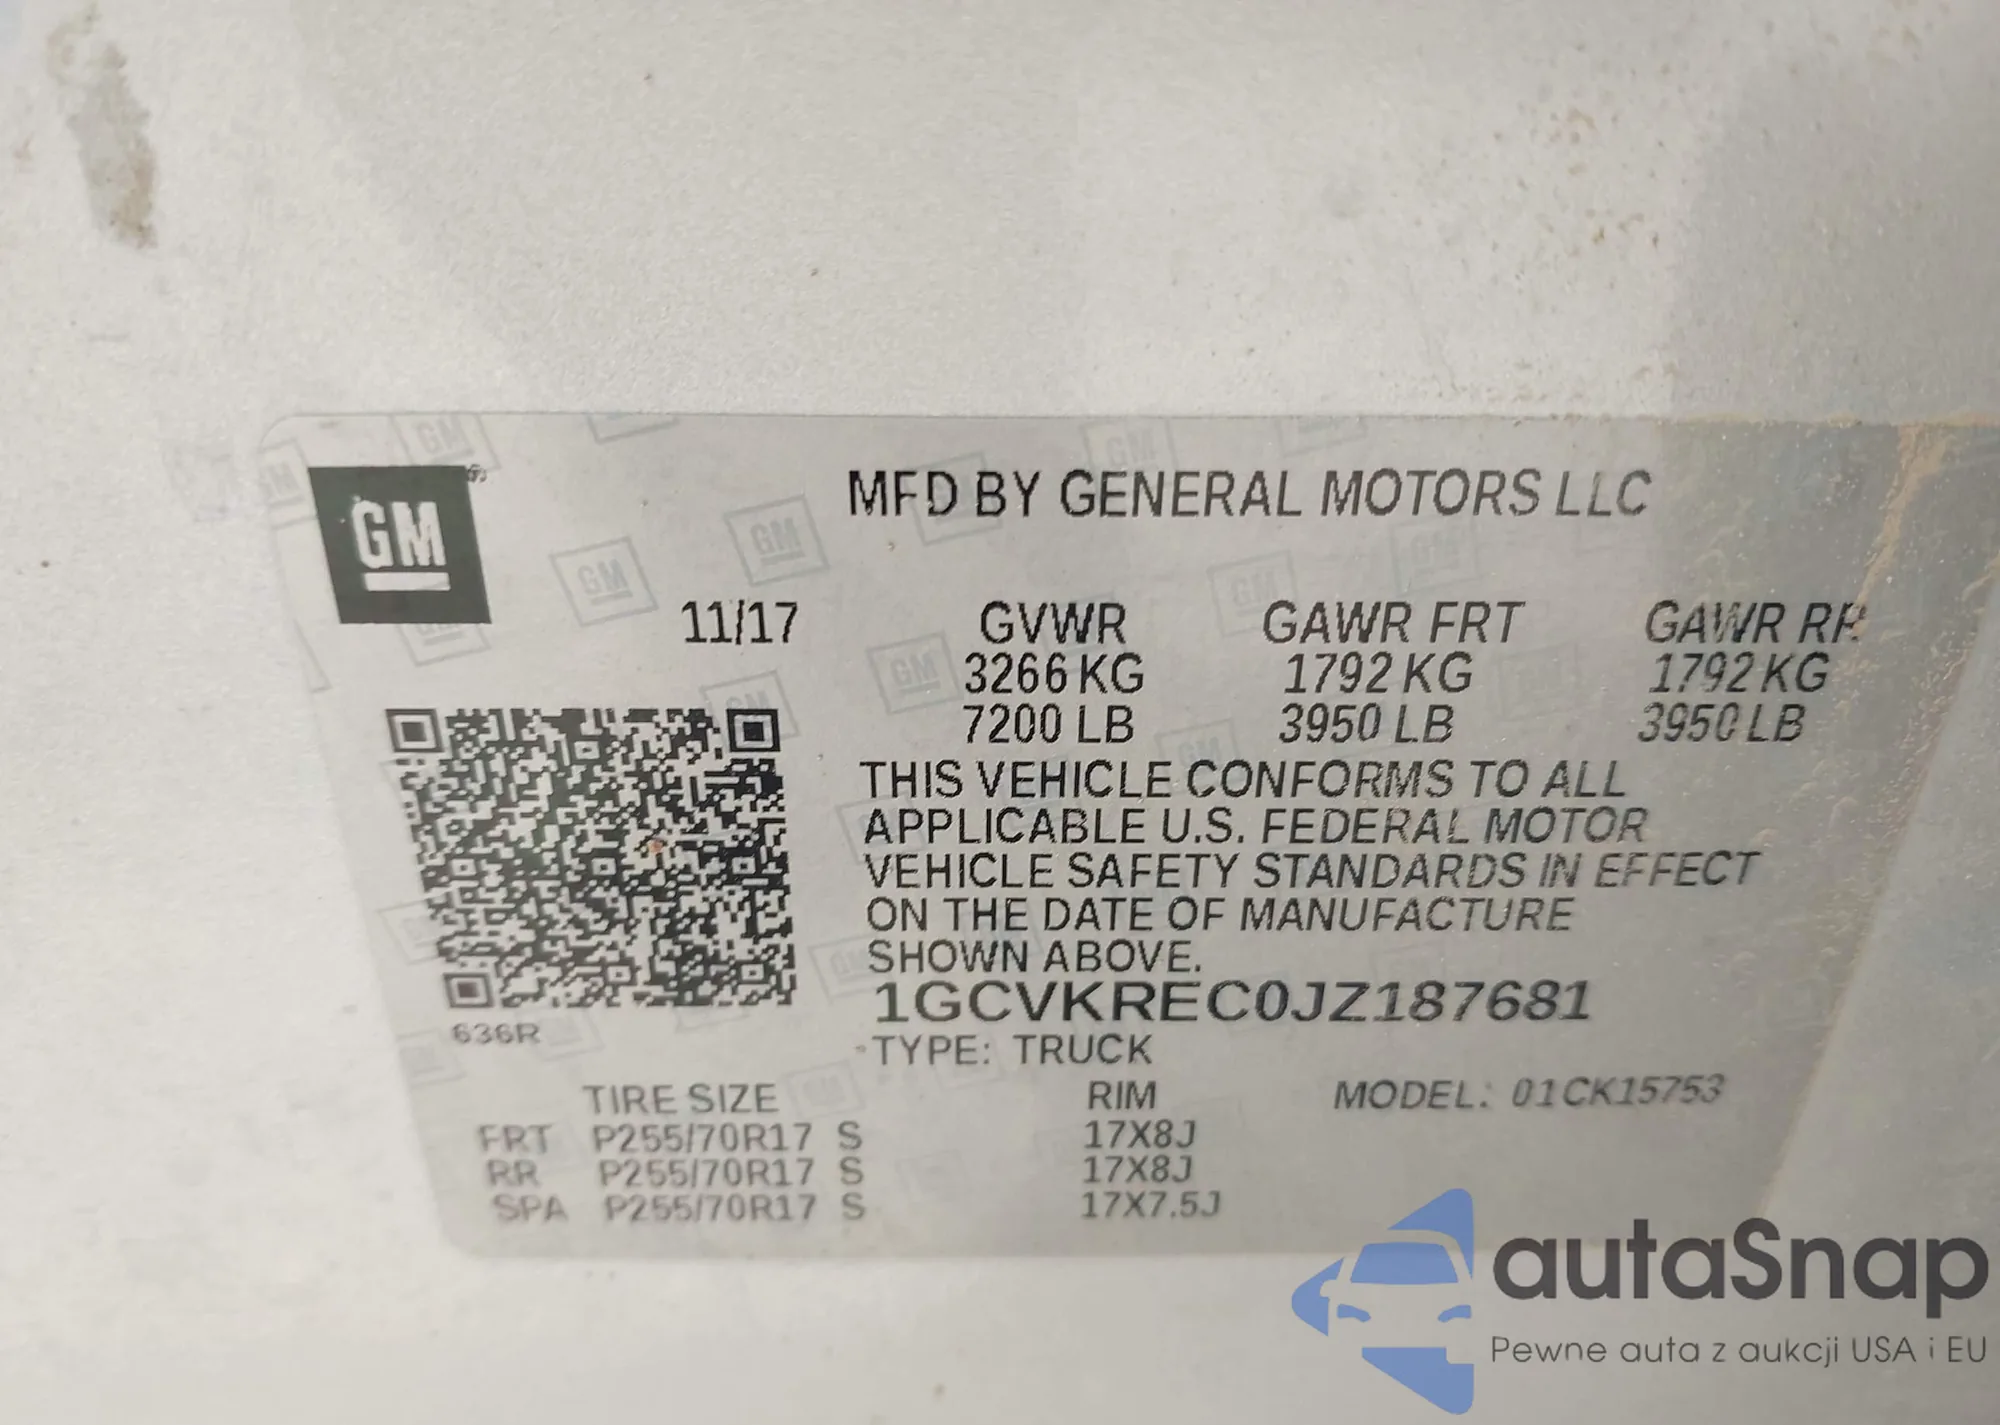 GM
MFD BY GENERAL MOTORS LLC
11/17 GVWR GAWR FRT GAWR RR
3266 KG 1792 KG 1792 KG
7200 LB 3950 LB 3950 LB
THIS VEHICLE CONFORMS TO ALL
APPLICABLE U.S. FEDERAL MOTOR
VEHICLE SAFETY STANDARDS IN EFFECT
ON THE DATE OF MANUFACTURE
SHOWN ABOVE.
1GCVKREC0JZ187681
636R
TYPE: TRUCK
TIRE SIZE RIM MODEL: 01CK15753
FRT P255/70R17 S 17X8J
RR P255/70R17 S 17X8J
SPA P255/70R17 S 17X7.5J
autaSnap
Pewne auta z aukcji USA i EU